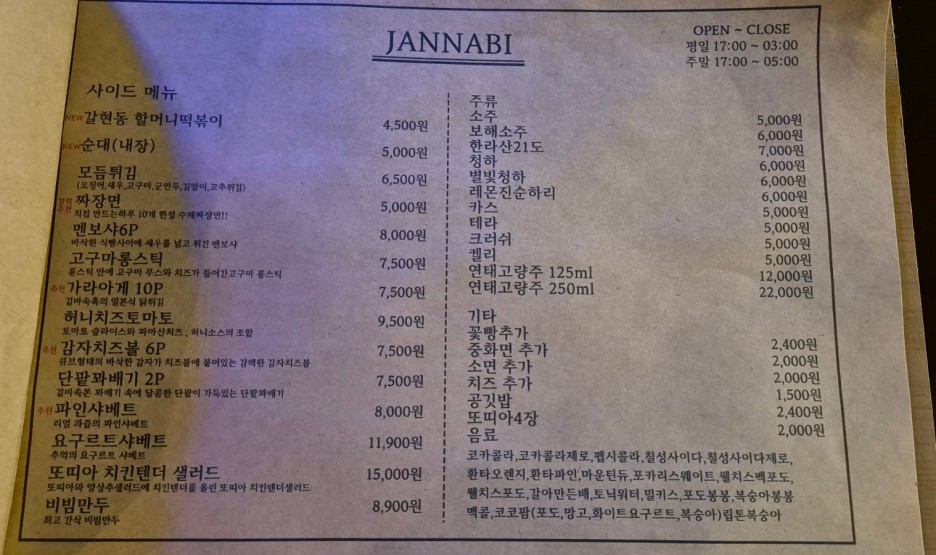 JANNABI
OPEN ~ CLOSE
평일 17:00 ~ 03:00
주말 17:00 ~ 05:00
사이드 메뉴
NEW 갈현동 할머니떡볶이 4,500원
NEW 순대(내장) 5,000원
모듬튀김 6,500원
(오징어,새우,고구마,군만두,김말이,고추튀김)
강력추천 짜장면 5,000원
직접 만드는하루 10개 한정 수제짜장면!!
멘보샤6P 8,000원
바삭한 식빵사이에 새우를 넣고 튀긴 멘보샤
고구마롱스틱 7,500원
롱스틱 안에 고구마 무스와 치즈가 들어간고구마 롱스틱
추천 가라아게 10P 7,500원
겉바속촉의 일본식 닭튀김
허니치즈토마토 9,500원
토마토 슬라이스와 파마산치즈 , 허니소스의 조합
추천 감자치즈볼 6P 7,500원
큐브형태의 바삭한 감자가 치즈볼에 붙어있는 감백한 감자치즈볼
단팥꽈배기 2P 7,500원
겉바속쫀 꽈배기 속에 달콤한 단팥이 가득있는 단팥꽈배기
추천 파인샤베트 8,000원
리얼 과즙의 파인샤베트
요구르트샤베트 11,900원
추억의 요구르트 샤베트
또띠아 치킨텐더 샐러드 15,000원
또띠아와 양상추샐러드에 치킨텐더를 올린 또띠아 치킨텐더샐러드
비빔만두 8,900원
최고 간식 비빔만두
주류
소주 5,000원
보해소주 6,000원
한라산21도 7,000원
청하 6,000원
별빛청하 6,000원
레몬진순하리 6,000원
카스 5,000원
테라 5,000원
크러쉬 5,000원
켈리 5,000원
연태고량주 125ml 12,000원
연태고량주 250ml 22,000원
기타
꽃빵추가 2,400원
중화면 추가 2,000원
소면 추가 2,000원
치즈 추가 1,500원
공깃밥 2,400원
또띠아4장 2,000원
음료
코카콜라,코카콜라제로,펩시콜라,칠성사이다,칠성사이다제로,
환타오렌지,환타파인,마운틴듀,포카리스웨이트,웰치스백포도,
웰치스포도,갈아만든배,토닉워터,밀키스,포도봉봉,복숭아봉봉
맥콜,코코팜(포도,망고,화이트요구르트,복숭아)립톤복숭아